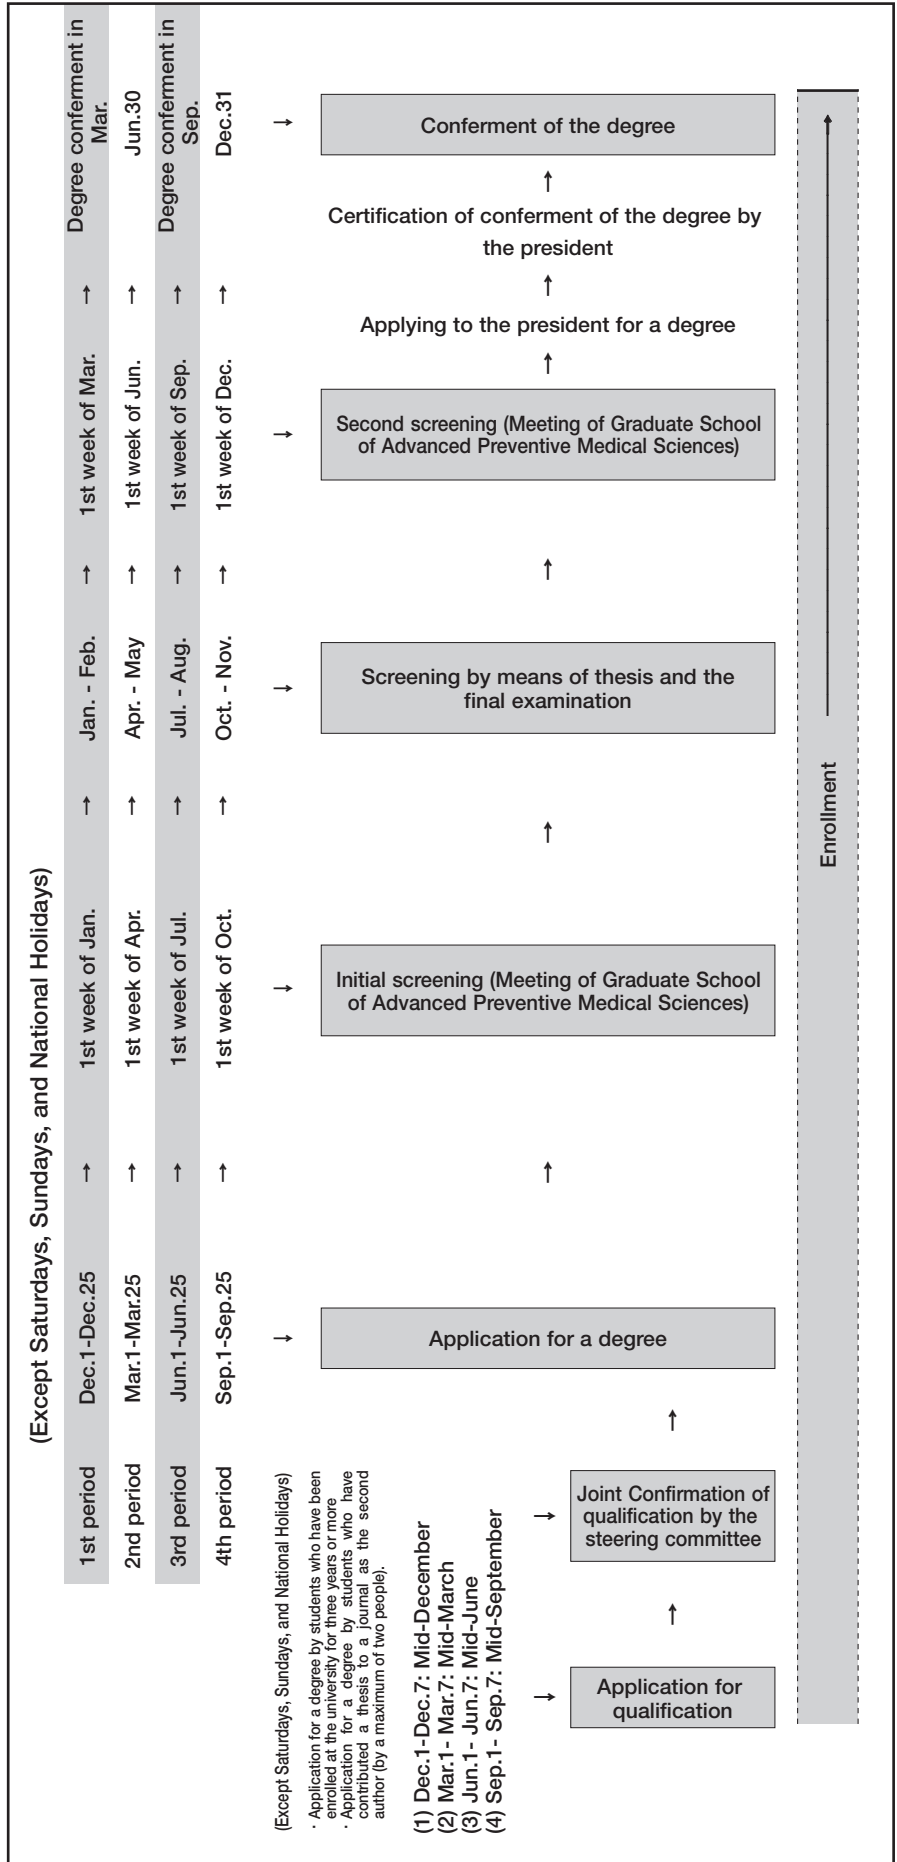 (Except Saturdays, Sundays, and National Holidays)
1st period Dec.1-Dec.25 → 1st week of Jan. → Jan. - Feb. → 1st week of Mar. → Degree conferment in
Mar.
2nd period Mar.1-Mar.25 → 1st week of Apr. → Apr. - May → 1st week of Jun. → Jun.30
3rd period Jun.1-Jun.25 → 1st week of Jul. → Jul. - Aug. → 1st week of Sep. → Degree conferment in
Sep.
4th period Sep.1-Sep.25 → 1st week of Oct. → Oct. - Nov. → 1st week of Dec. → Dec.31
(Except Saturdays, Sundays, and National Holidays)
・Application for a degree by students who have been
enrolled at the university for three years or more
・Application for a degree by students who have
contributed a thesis to a journal as the second
author (by a maximum of two people).
(1) Dec.1-Dec.7: Mid-December
(2) Mar.1- Mar.7: Mid-March
(3) Jun.1- Jun.7: Mid-June
(4) Sep.1- Sep.7: Mid-September
Application for
qualification
Joint Confirmation of
qualification by the
steering committee
Application for a degree
Initial screening (Meeting of Graduate School
of Advanced Preventive Medical Sciences)
Screening by means of thesis and the
final examination
Second screening (Meeting of Graduate School
of Advanced Preventive Medical Sciences)
Applying to the president for a degree
Certification of conferment of the degree by
the president
Conferment of the degree
Enrollment